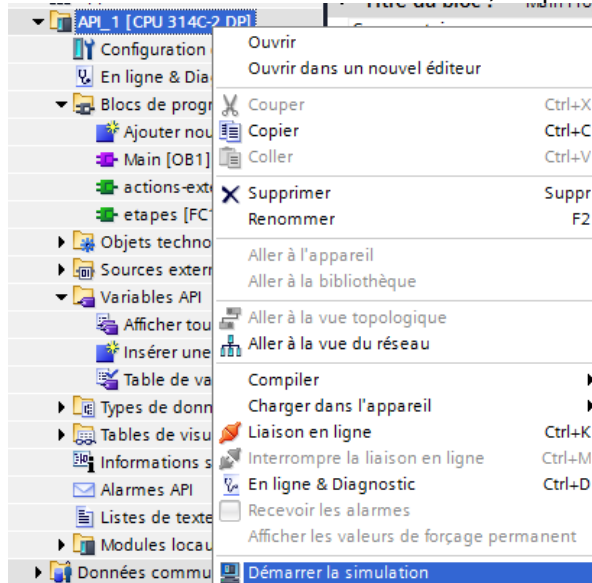 Titre du bloc :
API_1 [CPU 314C-2 DP]
Configuration
En ligne & Dia
Blocs de progr
Ajouter nou
Main [OB1]
actions-exte
etapes [FC
Objets techno
Sources extern
Variables API
Afficher tou
Insérer une
Table de va
Types de donn
Tables de visu
Informations s
Alarmes API
Listes de texte
Modules locau
Données commu
Ouvrir
Ouvrir dans un nouvel éditeur
Couper Ctrl+X
Copier Ctrl+C
Coller Ctrl+V
Supprimer Suppr
Renommer F2
Aller à l'appareil
Aller à la bibliothèque
Aller à la vue topologique
Aller à la vue du réseau
Compiler
Charger dans l'appareil
Liaison en ligne Ctrl+K
Interrompre la liaison en ligne Ctrl+M
En ligne & Diagnostic Ctrl+D
Recevoir les alarmes
Afficher les valeurs de forçage permanent
Démarrer la simulation